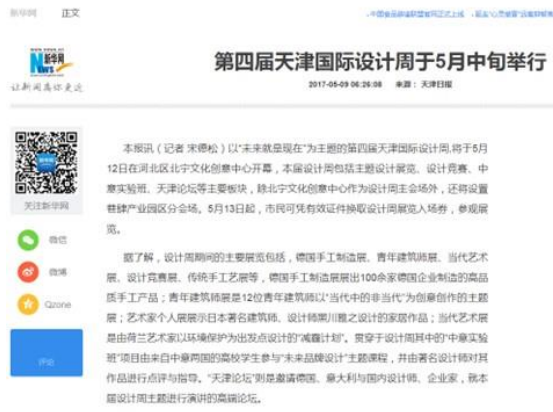 新华网 正文
新华网
NEWS
让新闻离你更近
第四届天津国际设计周于5月中旬举行
2017-05-09 06:26:08 来源： 天津日报
关注新华网
微信
微博
Qzone
评论
本报讯（记者 宋德松）以“未来就是现在”为主题的第四届天津国际设计周,将于5月
12日在河北区北宁文化创意中心开幕，本届设计周包括主题设计展览、设计竞赛、中
意实验班、天津论坛等主要板块，除北宁文化创意中心作为设计周主会场外，还将设置
巷肆产业园区分会场。5月13日起，市民可凭有效证件换取设计周展览入场券，参观展
览。
据了解，设计周期间的主要展览包括，德国手工制造展、青年建筑师展、当代艺术
展、设计竞赛展、传统手工艺展等，德国手工制造展展出100余家德国企业制造的高品
质手工产品；青年建筑师展是12位青年建筑师以“当代中的非当代”为创意创作的主题
展；艺术家个人展展示日本著名建筑师、设计师黑川雅之设计的家居作品；当代艺术展
是由荷兰艺术家以环境保护为出发点设计的“减霾计划”。贯穿于设计周其中的“中意实验
班”项目由来自中意两国的高校学生参与“未来品牌设计”主题课程，并由著名设计师对其
作品进行点评与指导。“天津论坛”则是邀请德国、意大利与国内设计师、企业家，就本
届设计周主题进行演讲的高端论坛。